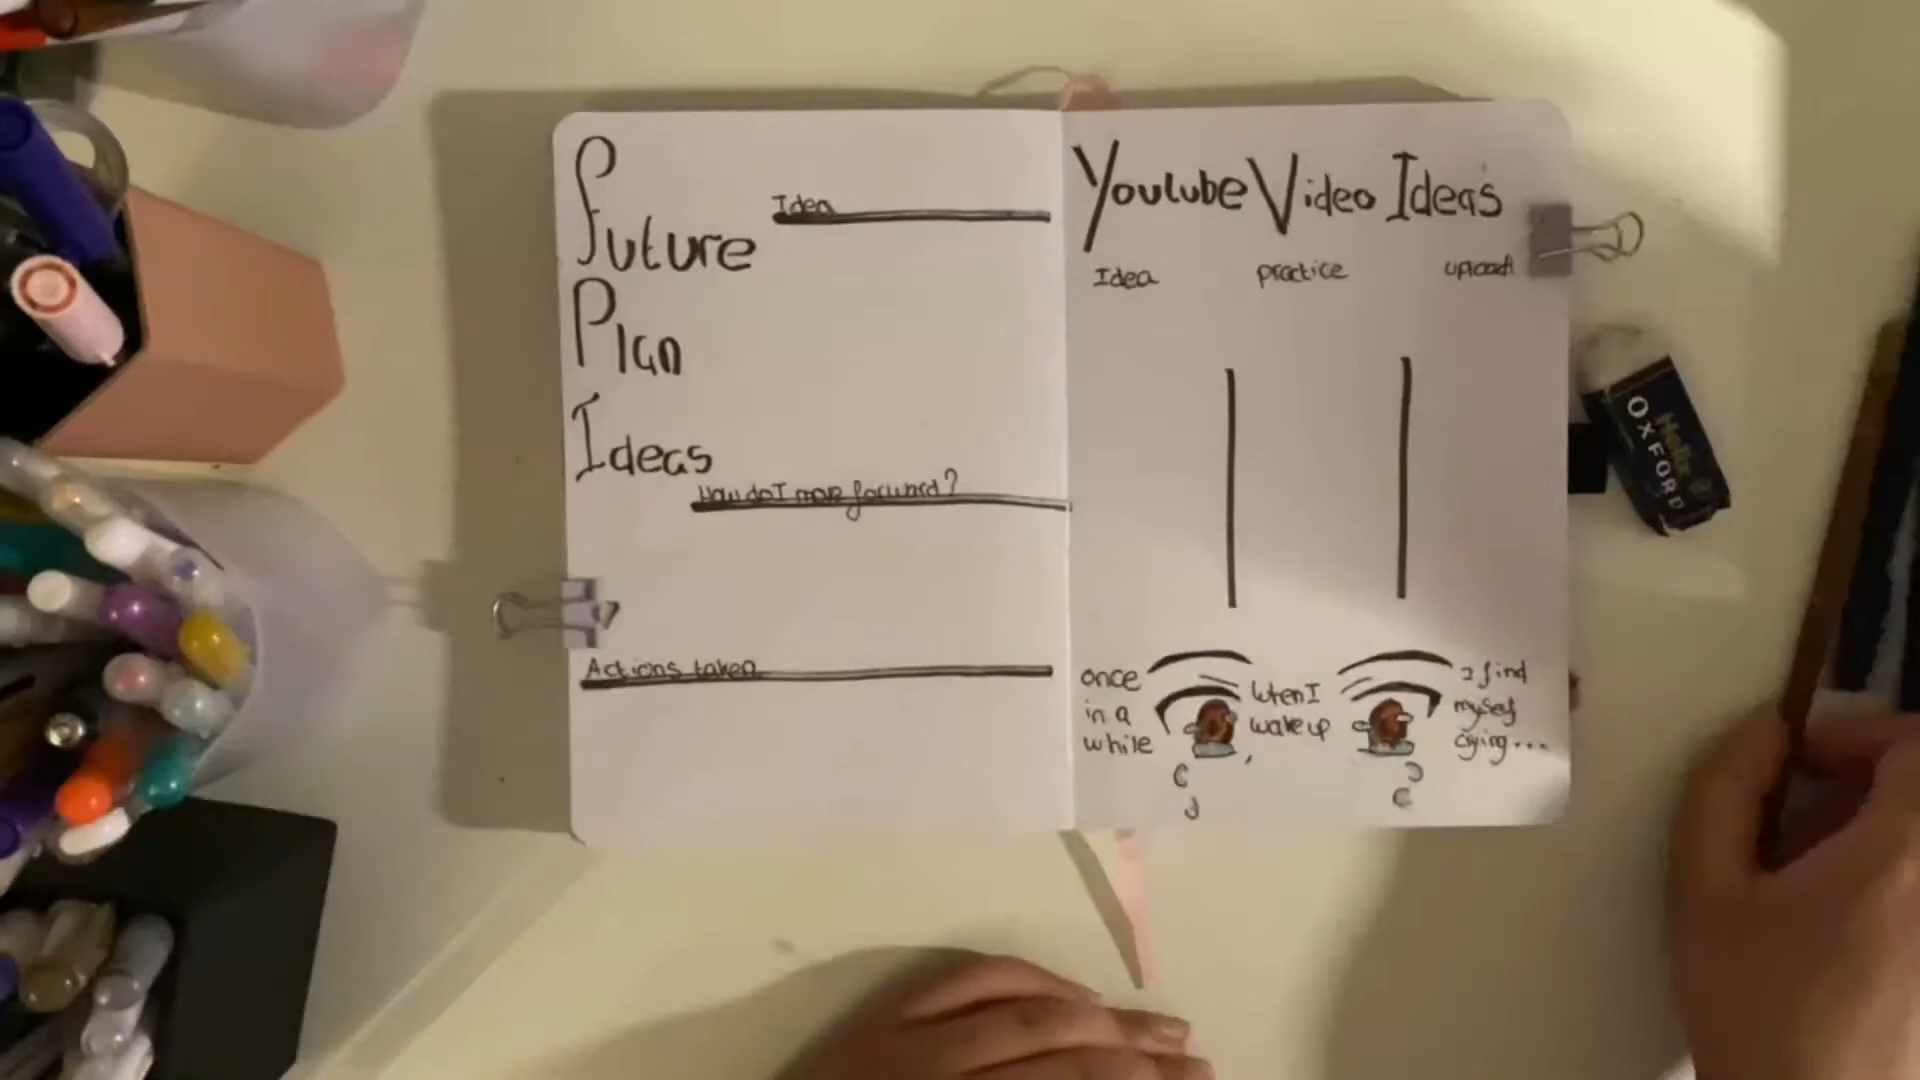 Future
Plan
Ideas
Idea
How do I move forward?
Actions taken
Youtube Video Ideas
Idea practice upload
once
in a
while
when I
wake up
I find
myself
crying...
Helix
OXFORD